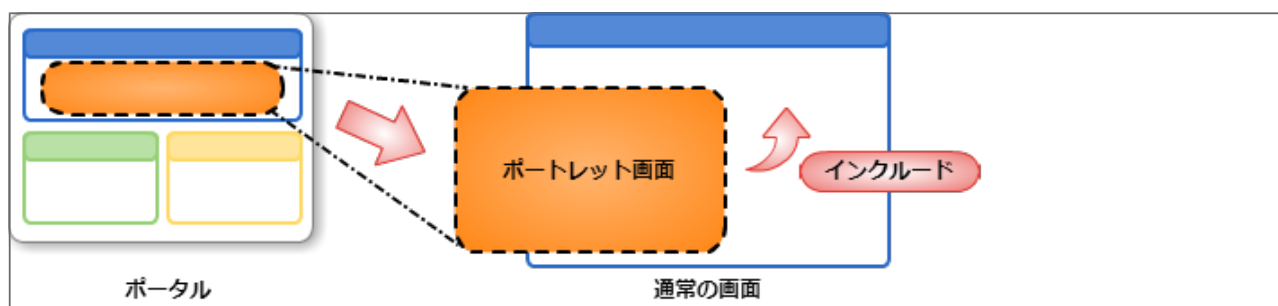 ポートレット画面
インクルード
ポータル
通常の画面